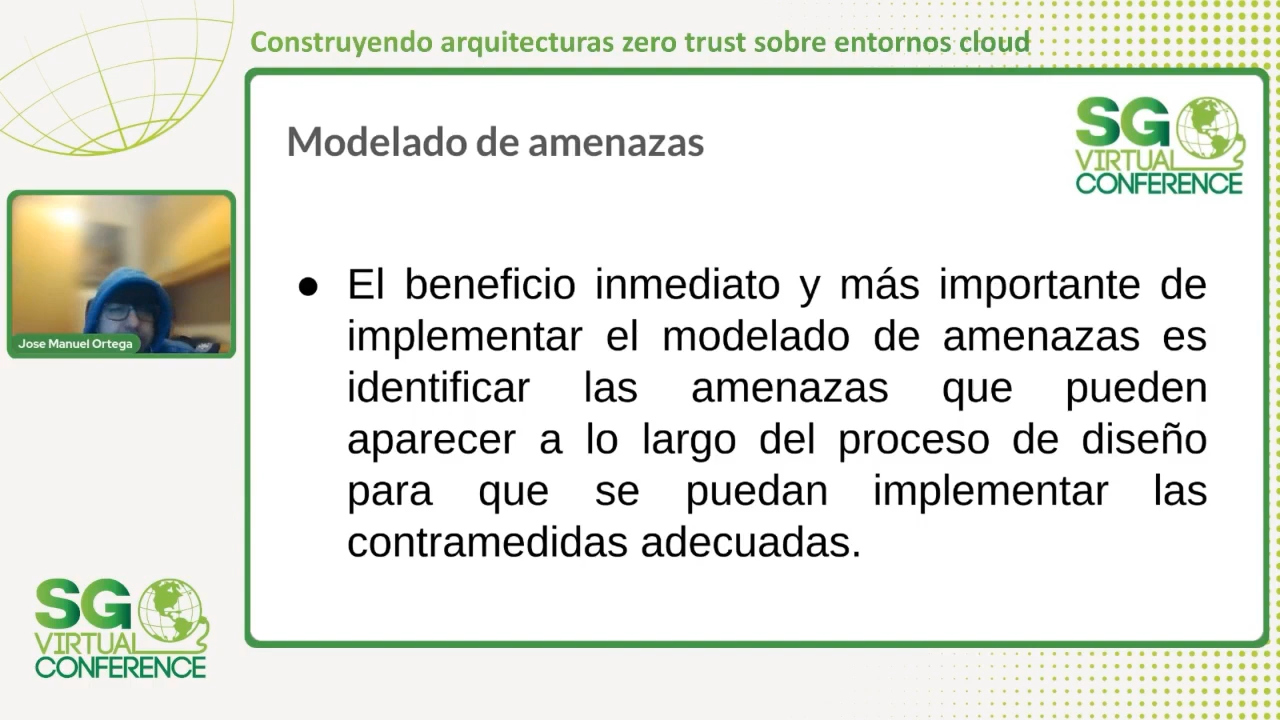 Construyendo arquitecturas zero trust sobre entornos cloud
Modelado de amenazas
SG
VIRTUAL
CONFERENCE
Jose Manuel Ortega
● El beneficio inmediato y más importante de
implementar el modelado de amenazas es
identificar las amenazas que pueden
aparecer a lo largo del proceso de diseño
para que se puedan implementar las
contramedidas adecuadas.
SG
VIRTUAL
CONFERENCE